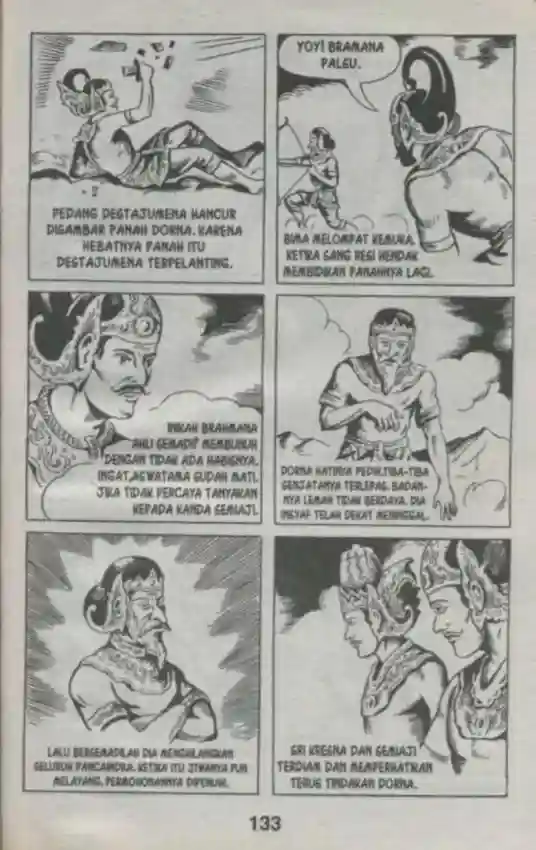 PEDANG DESTAJUMENA HANCUR
DISAMBAR PANAH DORNA. KARENA
HEBATNYA PANAH ITU
DESTAJUMENA TERPELANTING.
YOY! BRAMANA
PALSU.
BIMA MELOMPAT KEMUKA.
KETIKA SANG RESI HENDAK
MEMBIDIKAN PANAHNYA LAGI.
INIKAH BRAHMANA
AHLI SEMADI? MEMBUNUH
DENGAN TIDAK ADA HABISNYA.
INGAT, ASWATAMA SUDAH MATI.
JIKA TIDAK PERCAYA TANYAKAN
KEPADA KANDA SEMIAJI.
DORNA HATINYA PEDIH. TIBA-TIBA
SENJATANYA TERLEPAS. BADAN-
NYA LEMAH TIDAK BERDAYA. DIA
INSYAF TELAH DEKAT MENINGGAL.
LALU BERSEMADILAH DIA MENGHILANGKAN
SELURUH PANCAINDRA. KETIKA ITU JIWANYA PUN
MELAYANG. PERMOHONANNYA DIPENUHI.
SRI KRESNA DAN SEMIAJI
TERDIAM DAN MEMPERHATIKAN
TERUS TINDAKAN DORNA.
133